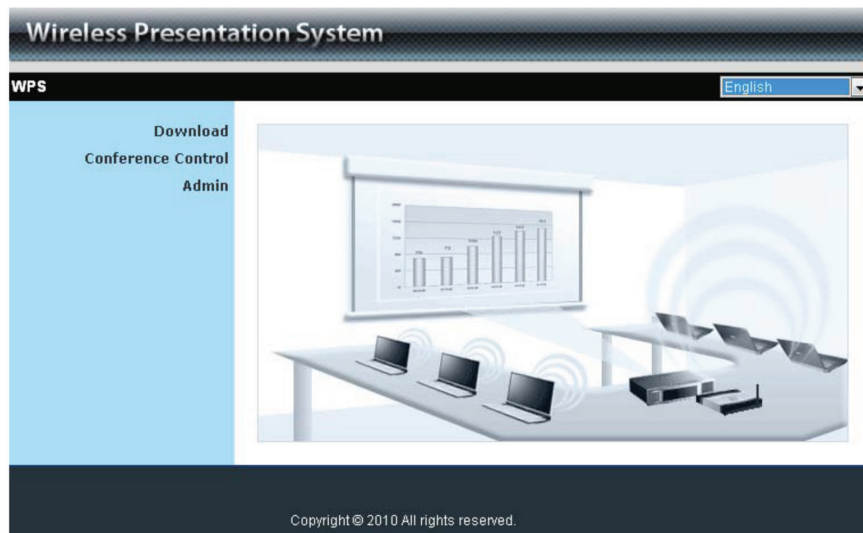 Wireless Presentation System
WPS
English
Download
Conference Control
Admin
Copyright © 2010 All rights reserved.